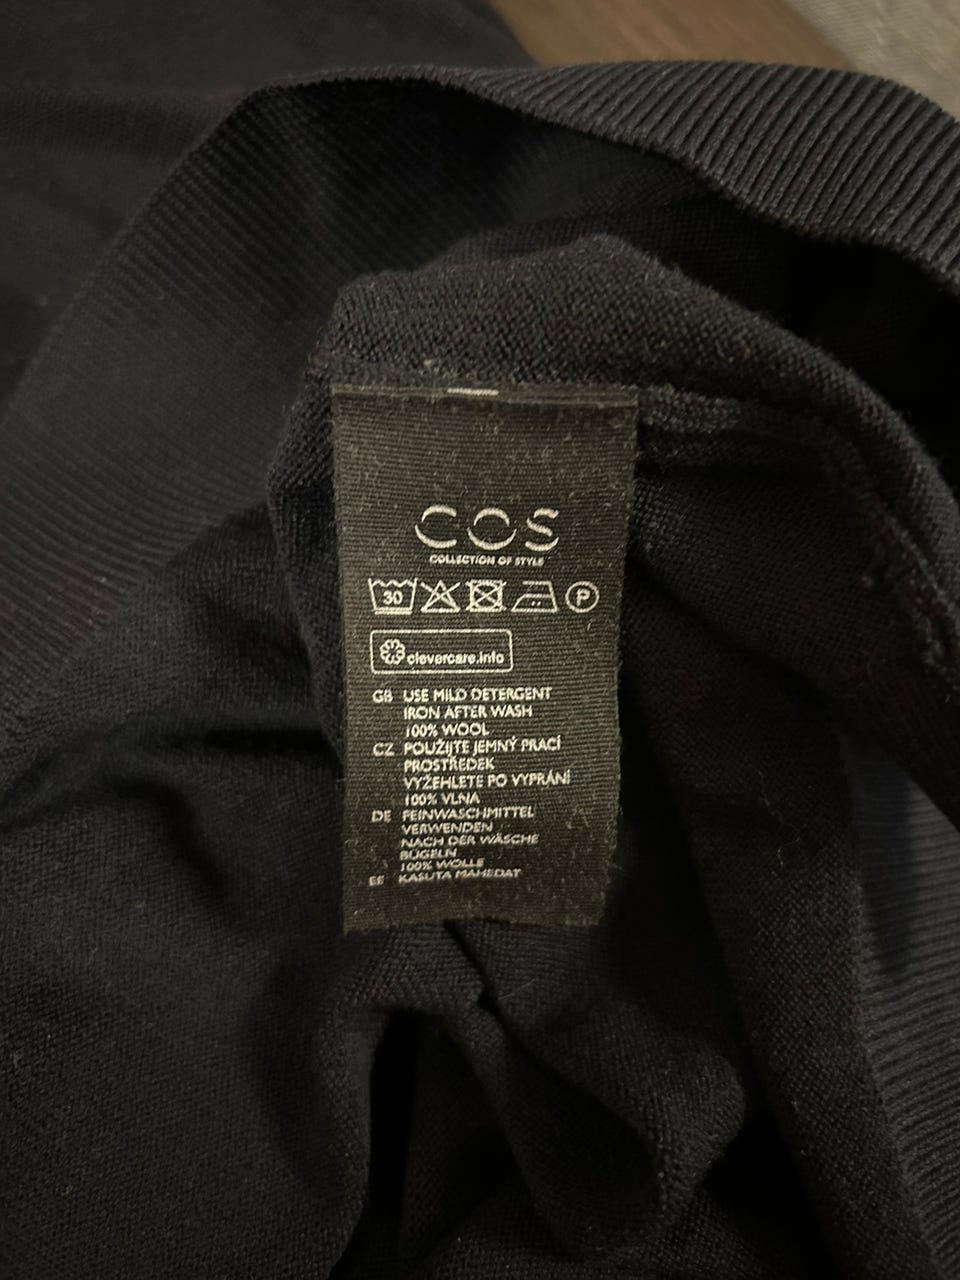 COS
COLLECTION OF STYLE
30 P
clevercare.info
GB USE MILD DETERGENT
IRON AFTER WASH
100% WOOL
CZ POUŽIJTE JEMNÝ PRACÍ
PROSTŘEDEK
VYŽEHLETE PO VYPRÁNÍ
100% VLNA
DE FEINWASCHMITTEL
VERWENDEN
NACH DER WÄSCHE
BÜGELN
100% WOLLE
EE KASUTA MAHEDAT